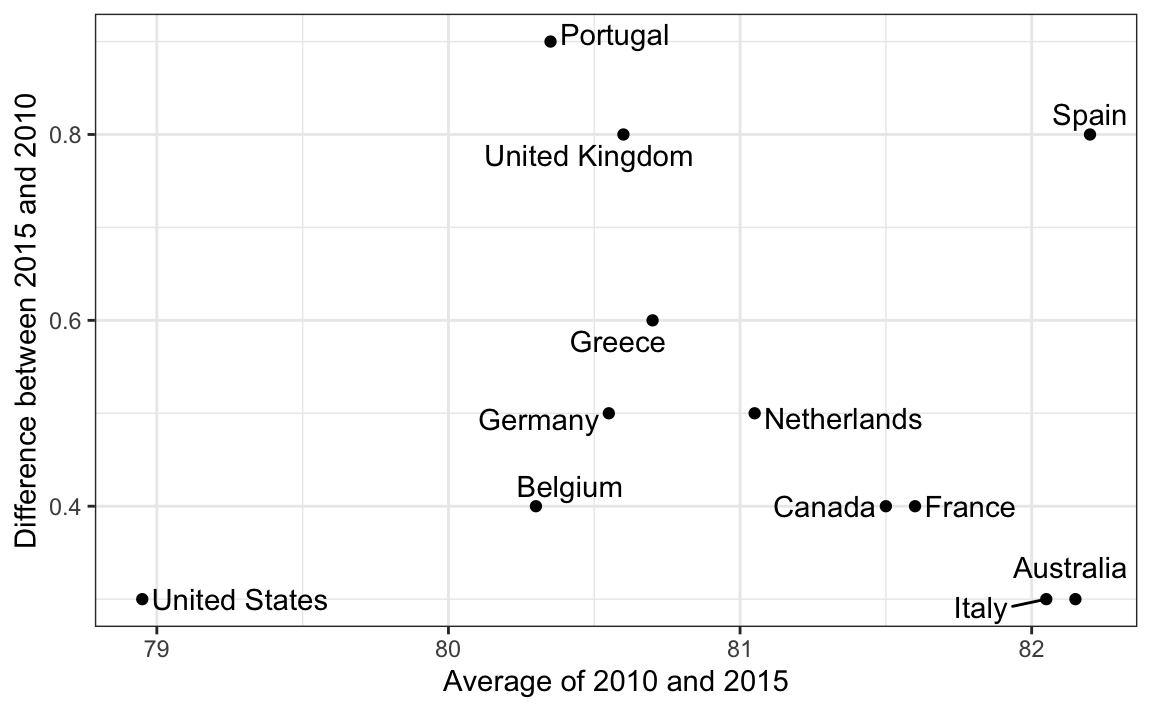 Difference between 2015 and 2010
0.8
0.6
0.4
Portugal
Spain
United Kingdom
Greece
Germany
Netherlands
Belgium
Canada
France
Australia
United States
Italy
79
80
81
82
Average of 2010 and 2015